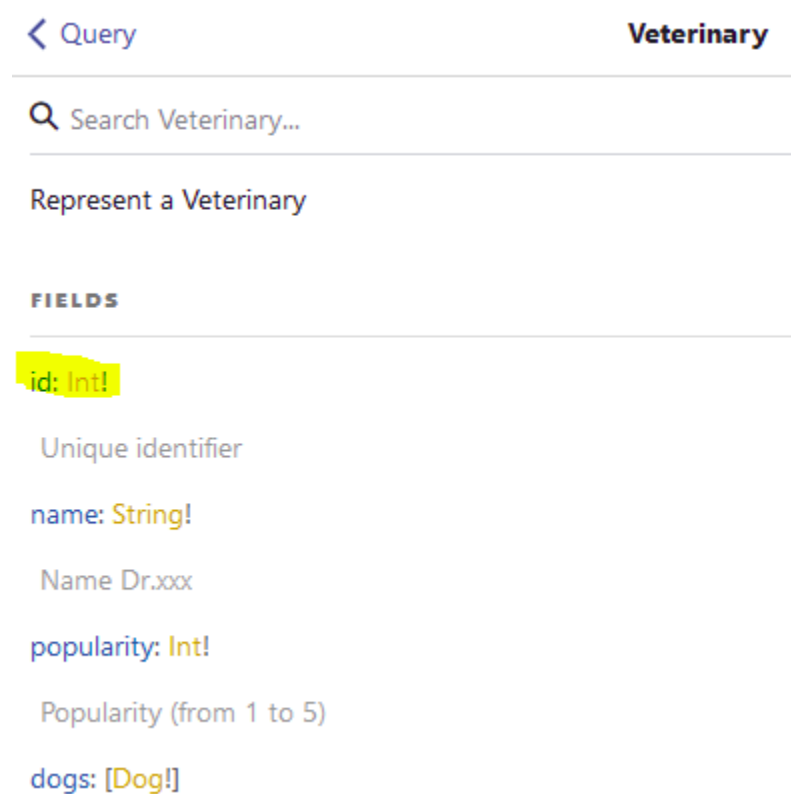 Query
Veterinary
Search Veterinary...
Represent a Veterinary
FIELDS
id: Int!
Unique identifier
name: String!
Name Dr.xxx
popularity: Int!
Popularity (from 1 to 5)
dogs: [Dog!]